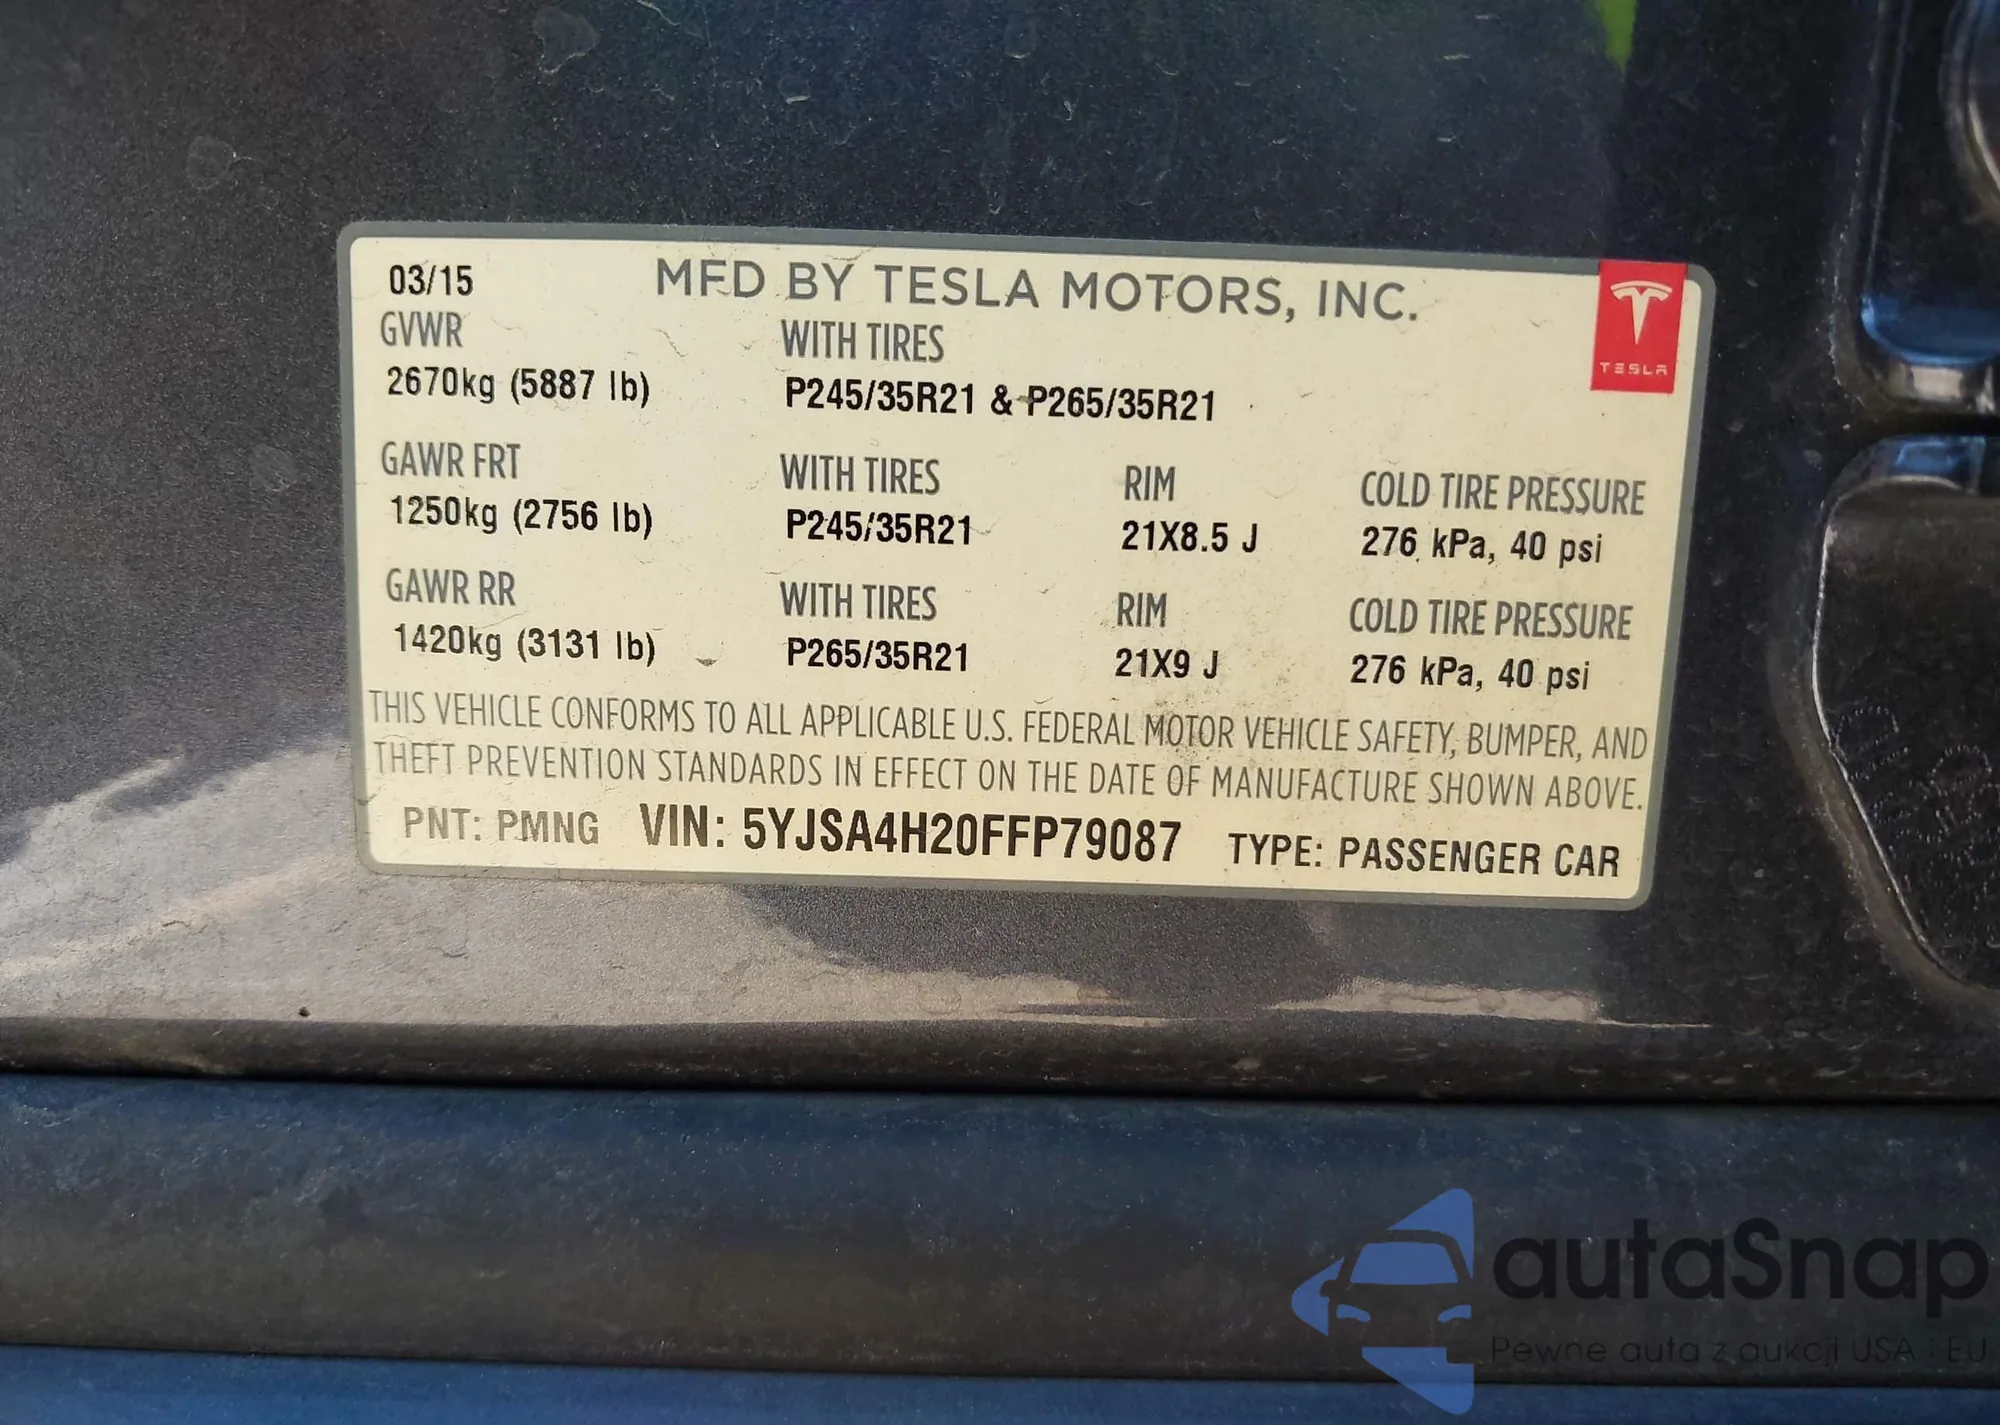 03/15 MFD BY TESLA MOTORS, INC.
TESLA
GVWR WITH TIRES
2670kg (5887 lb) P245/35R21 & P265/35R21
GAWR FRT WITH TIRES RIM COLD TIRE PRESSURE
1250kg (2756 lb) P245/35R21 21X8.5 J 276 kPa, 40 psi
GAWR RR WITH TIRES RIM COLD TIRE PRESSURE
1420kg (3131 lb) P265/35R21 21X9 J 276 kPa, 40 psi
THIS VEHICLE CONFORMS TO ALL APPLICABLE U.S. FEDERAL MOTOR VEHICLE SAFETY, BUMPER, AND
THEFT PREVENTION STANDARDS IN EFFECT ON THE DATE OF MANUFACTURE SHOWN ABOVE.
PNT: PMNG VIN: 5YJSA4H20FFP79087 TYPE: PASSENGER CAR
autaSnap
Pewne auta z aukcji USA i EU